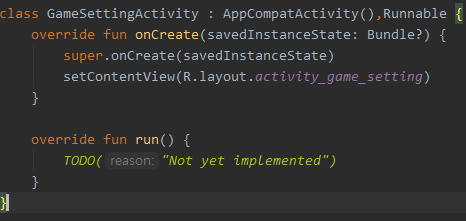 class GameSettingActivity : AppCompatActivity(),Runnable {
override fun onCreate(savedInstanceState: Bundle?) {
super.onCreate(savedInstanceState)
setContentView(R.layout.activity_game_setting)
}
override fun run() {
TODO( reason: "Not yet implemented")
}
}